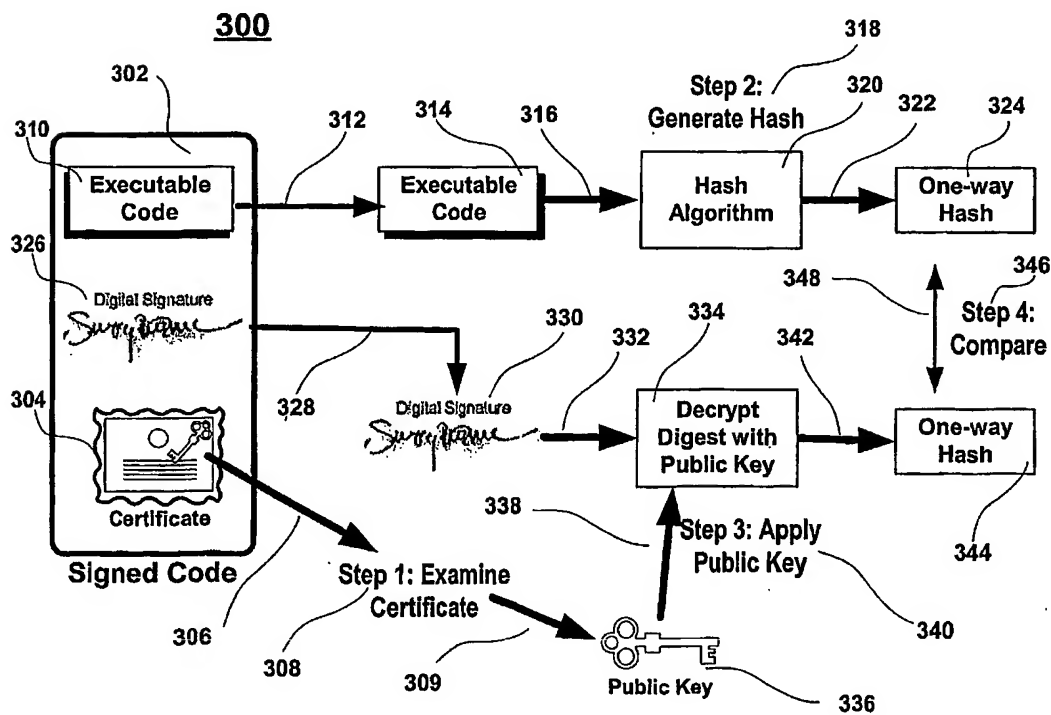 300
302
318
310
312
314
316
Step 2:
Generate Hash
320
322
324
Executable
Code
Executable
Code
Hash
Algorithm
One-way
Hash
326
Digital Signature
348
346
Step 4:
Compare
328
330
332
334
342
Digital Signature
Decrypt
Digest with
Public Key
One-way
Hash
304
Certificate
338
Step 3: Apply
Public Key
344
Signed Code
Step 1: Examine
Certificate
306
308
309
340
Public Key
336